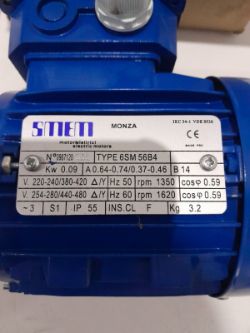 IEC 34-1 VDE 0530
SMEM
MONZA
motori elettrici
electric motors
CE
N° TYPE 6SM 56B4
Kw 0.09 A 0.64-0.74/0.37-0.46 B 14
V. 220-240/380-420 Δ/Y Hz 50 rpm 1350 cosφ 0.59
V. 254-280/440-480 Δ/Y Hz 60 rpm 1620 cosφ 0.59
~3 S1 IP 55 INS.CL F Kg 3.2